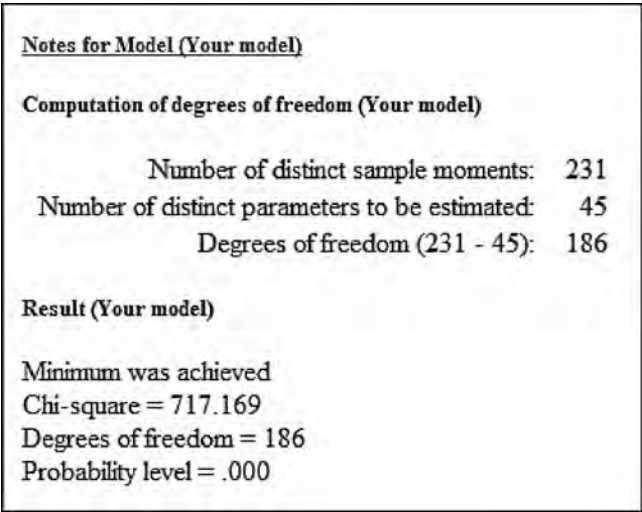 Notes for Model (Your model)
Computation of degrees of freedom (Your model)
Number of distinct sample moments: 231
Number of distinct parameters to be estimated: 45
Degrees of freedom (231 - 45): 186
Result (Your model)
Minimum was achieved
Chi-square = 717.169
Degrees of freedom = 186
Probability level = .000